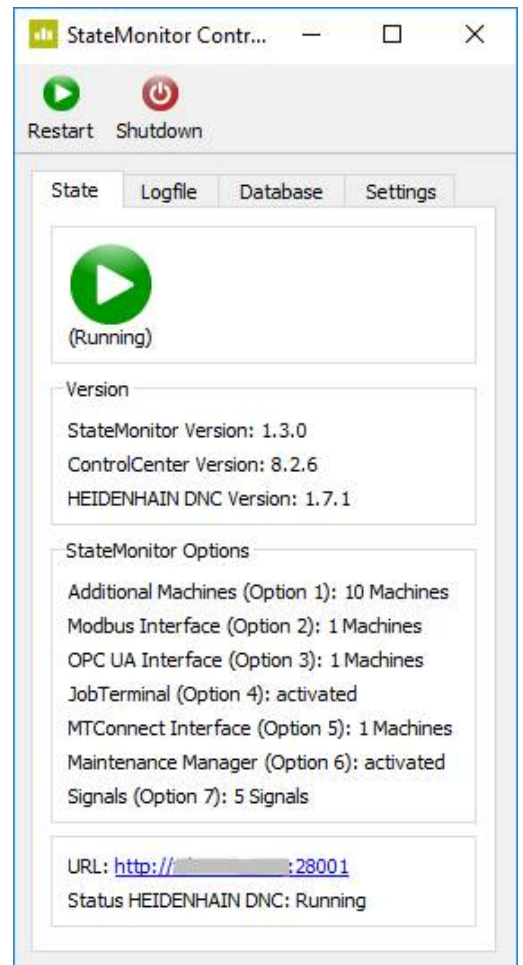 StateMonitor Contr...
Restart Shutdown
State Logfile Database Settings
(Running)
Version
StateMonitor Version: 1.3.0
ControlCenter Version: 8.2.6
HEIDENHAIN DNC Version: 1.7.1
StateMonitor Options
Additional Machines (Option 1): 10 Machines
Modbus Interface (Option 2): 1 Machines
OPC UA Interface (Option 3): 1 Machines
JobTerminal (Option 4): activated
MTConnect Interface (Option 5): 1 Machines
Maintenance Manager (Option 6): activated
Signals (Option 7): 5 Signals
URL: http:// :28001
Status HEIDENHAIN DNC: Running